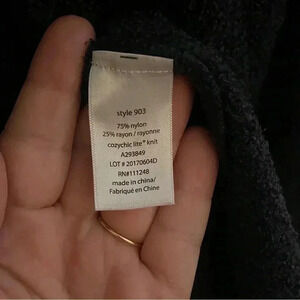 style 903
75% nylon
25% rayon / rayonne
cozychic lite™ knit
A293849
LOT # 20170604D
RN#111248
made in china/
Fabriqué en Chine